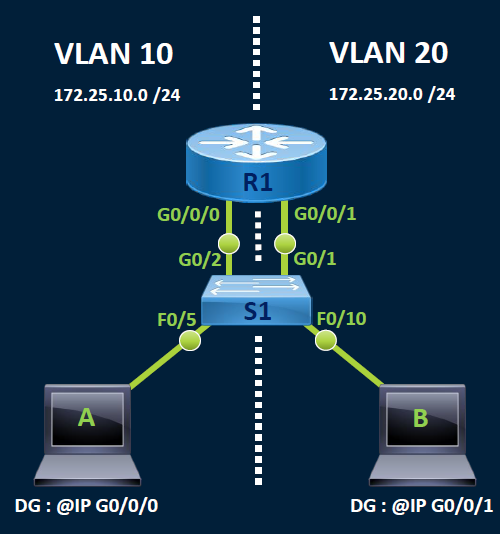 VLAN 10
172.25.10.0 /24
VLAN 20
172.25.20.0 /24
R1
G0/0/0
G0/0/1
G0/2
G0/1
S1
F0/5
F0/10
A
B
DG : @IP G0/0/0
DG : @IP G0/0/1